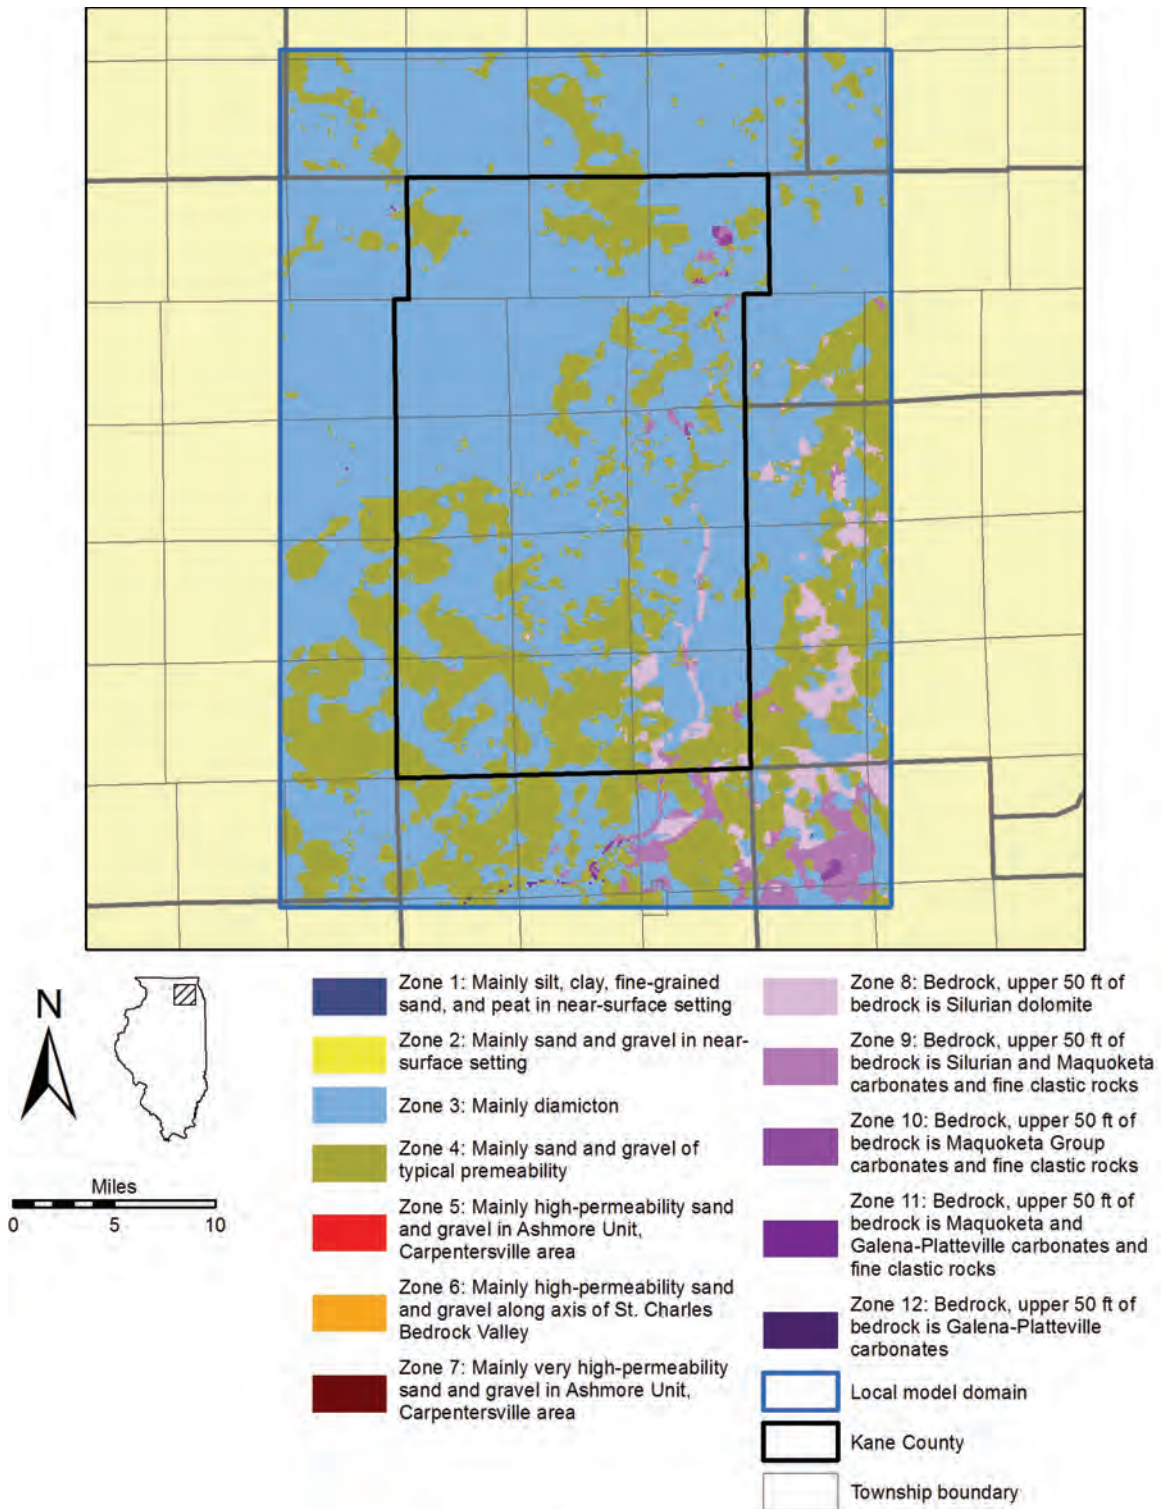 N
Miles
0 5 10
Zone 1: Mainly silt, clay, fine-grained
sand, and peat in near-surface setting
Zone 2: Mainly sand and gravel in near-
surface setting
Zone 3: Mainly diamicton
Zone 4: Mainly sand and gravel of
typical premeability
Zone 5: Mainly high-permeability sand
and gravel in Ashmore Unit,
Carpentersville area
Zone 6: Mainly high-permeability sand
and gravel along axis of St. Charles
Bedrock Valley
Zone 7: Mainly very high-permeability
sand and gravel in Ashmore Unit,
Carpentersville area
Zone 8: Bedrock, upper 50 ft of
bedrock is Silurian dolomite
Zone 9: Bedrock, upper 50 ft of
bedrock is Silurian and Maquoketa
carbonates and fine clastic rocks
Zone 10: Bedrock, upper 50 ft of
bedrock is Maquoketa Group
carbonates and fine clastic rocks
Zone 11: Bedrock, upper 50 ft of
bedrock is Maquoketa and
Galena-Platteville carbonates and
fine clastic rocks
Zone 12: Bedrock, upper 50 ft of
bedrock is Galena-Platteville
carbonates
Local model domain
Kane County
Township boundary